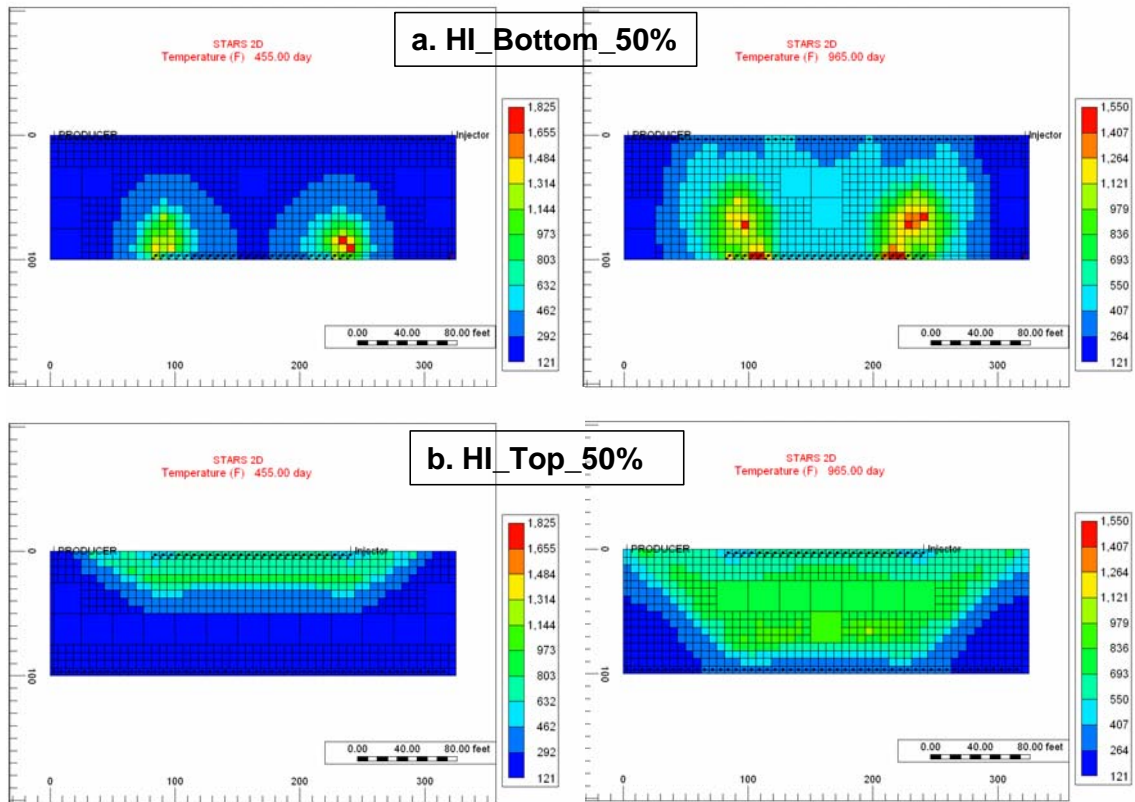 a. HI_Bottom_50%
STARS 2D
Temperature (F) 455.00 day
0
PRODUCER
Injector
100
0.00 40.00 80.00 feet
0 100 200 300
1,825
1,655
1,484
1,314
1,144
973
803
632
462
292
121
STARS 2D
Temperature (F) 965.00 day
0
PRODUCER
Injector
100
0.00 40.00 80.00 feet
0 100 200 300
1,550
1,407
1,264
1,121
979
836
693
550
407
264
121
b. HI_Top_50%
STARS 2D
Temperature (F) 455.00 day
0
PRODUCER
Injector
100
0.00 40.00 80.00 feet
0 100 200 300
1,825
1,655
1,484
1,314
1,144
973
803
632
462
292
121
STARS 2D
Temperature (F) 965.00 day
0
PRODUCER
Injector
100
0.00 40.00 80.00 feet
0 100 200 300
1,550
1,407
1,264
1,121
979
836
693
550
407
264
121